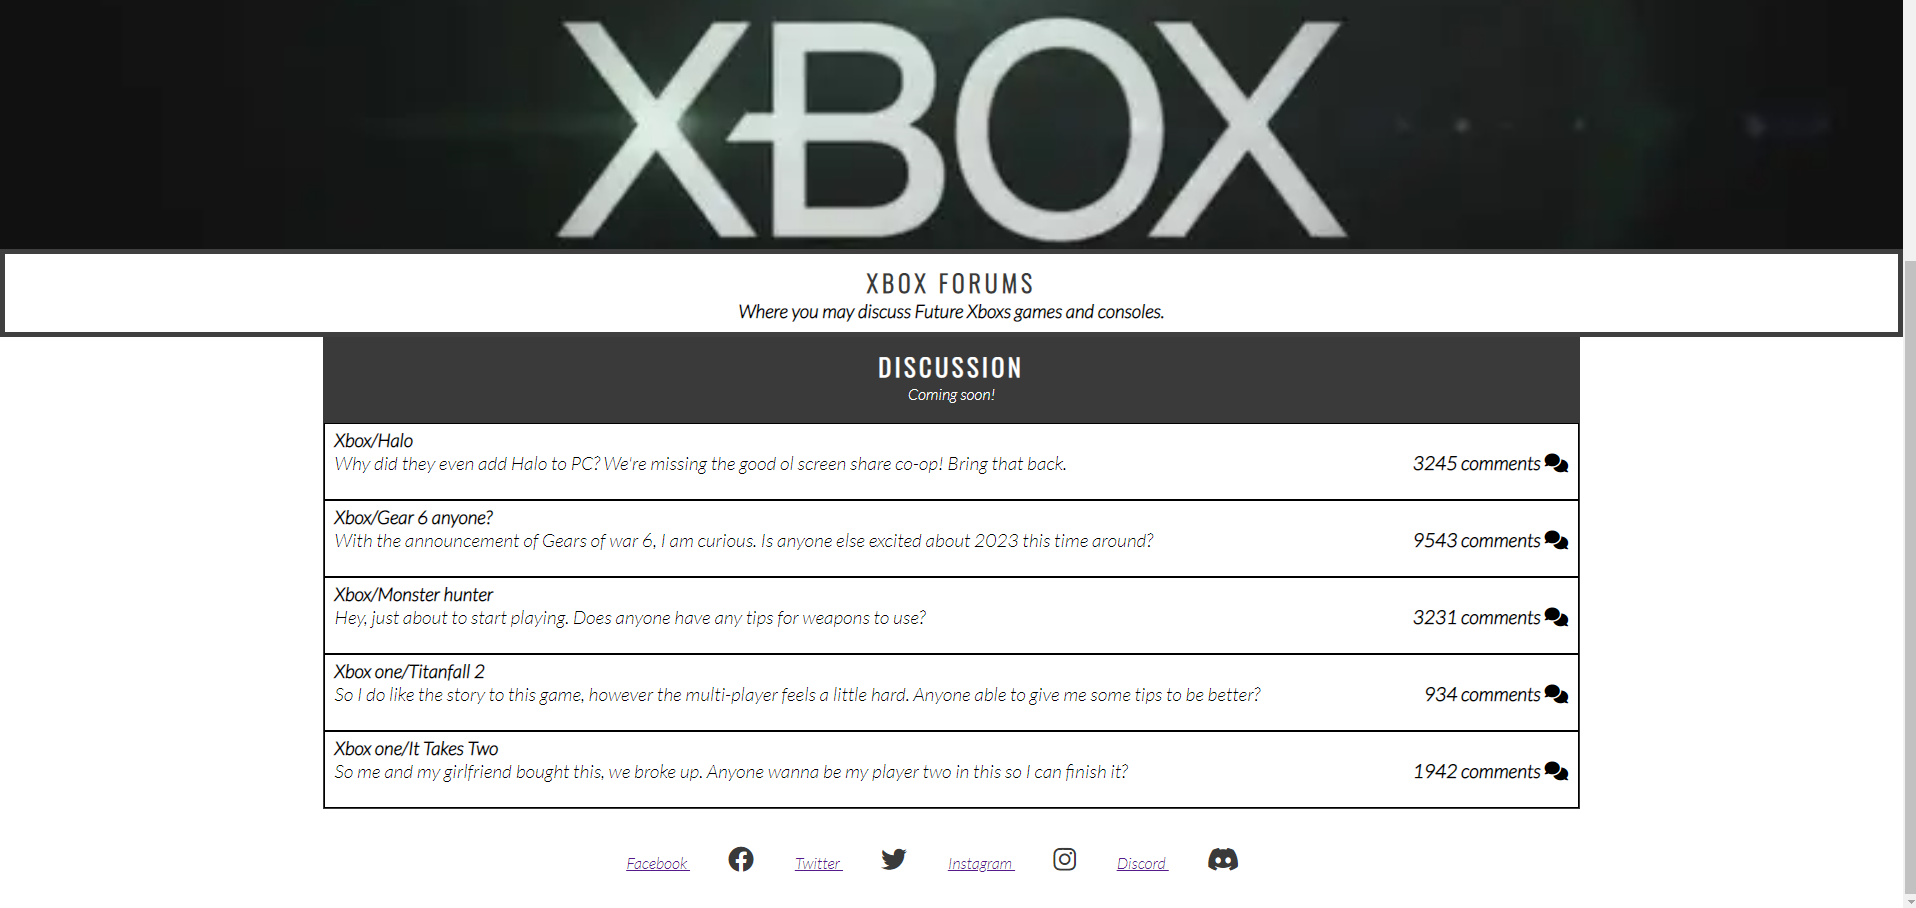 XBOX
XBOX FORUMS
Where you may discuss Future Xboxs games and consoles.
DISCUSSION
Coming soon!
Xbox/Halo
Why did they even add Halo to PC? We're missing the good ol screen share co-op! Bring that back.
3245 comments
Xbox/Gear 6 anyone?
With the announcement of Gears of war 6, I am curious. Is anyone else excited about 2023 this time around?
9543 comments
Xbox/Monster hunter
Hey, just about to start playing. Does anyone have any tips for weapons to use?
3231 comments
Xbox one/Titanfall 2
So I do like the story to this game, however the multi-player feels a little hard. Anyone able to give me some tips to be better?
934 comments
Xbox one/It Takes Two
So me and my girlfriend bought this, we broke up. Anyone wanna be my player two in this so I can finish it?
1942 comments
Facebook Twitter Instagram Discord